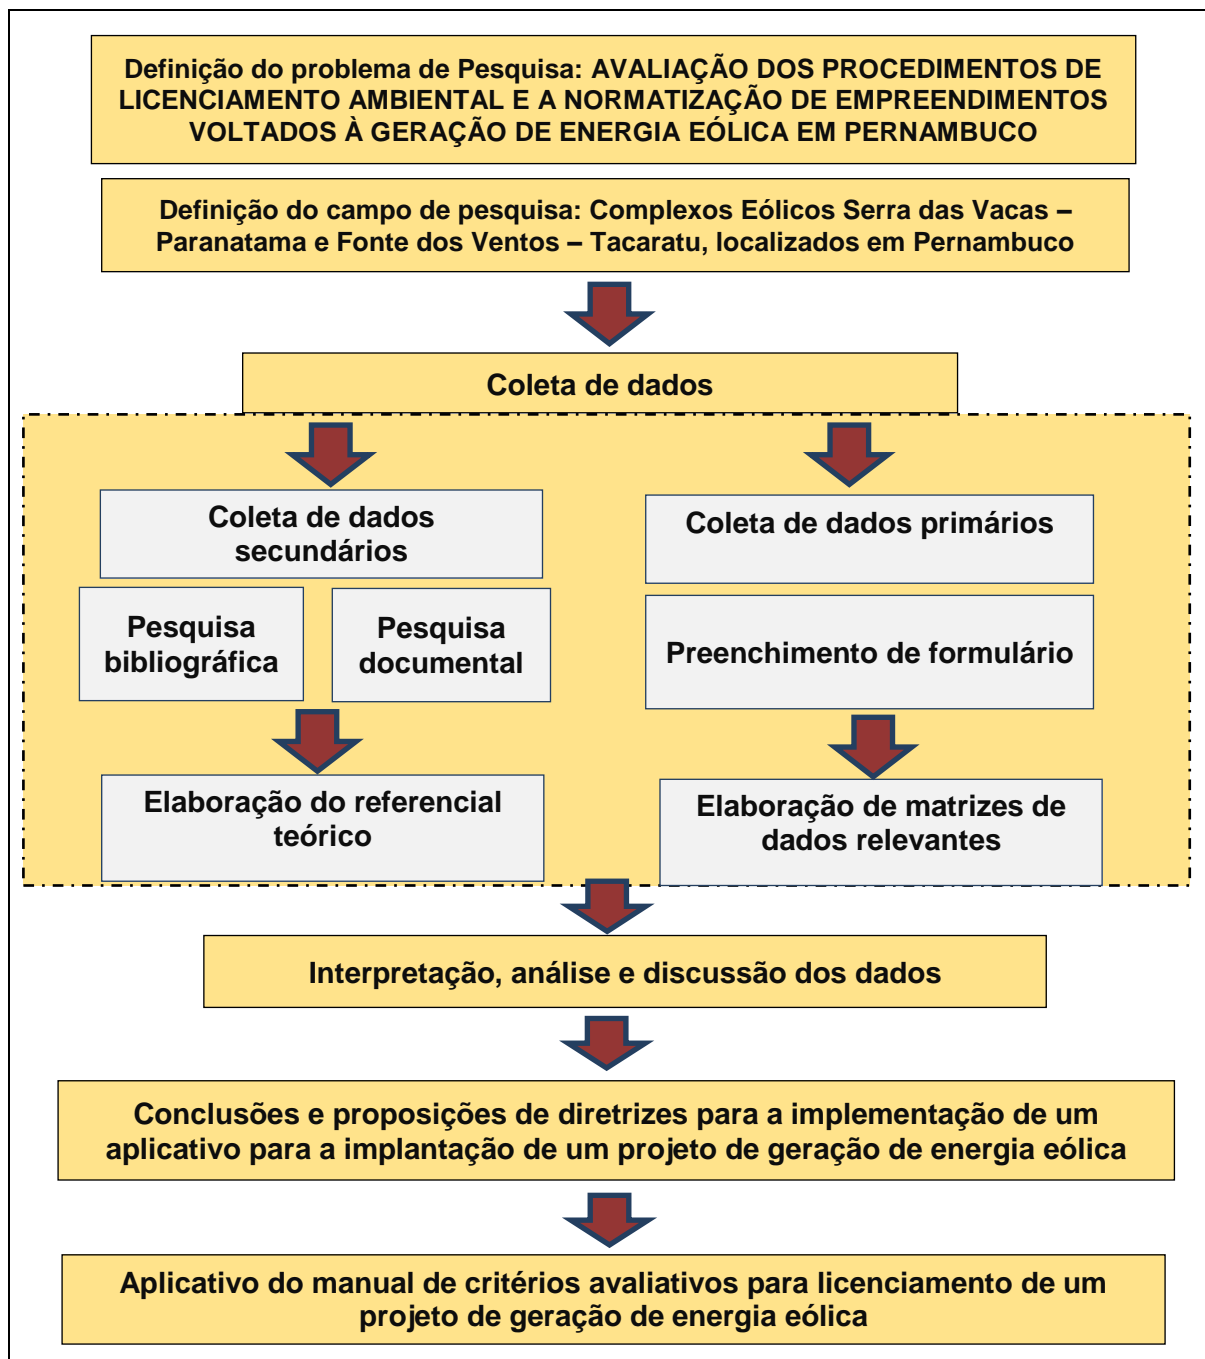 Definição do problema de Pesquisa: AVALIAÇÃO DOS PROCEDIMENTOS DE
LICENCIAMENTO AMBIENTAL E A NORMATIZAÇÃO DE EMPREENDIMENTOS
VOLTADOS À GERAÇÃO DE ENERGIA EÓLICA EM PERNAMBUCO
Definição do campo de pesquisa: Complexos Eólicos Serra das Vacas –
Paranatama e Fonte dos Ventos – Tacaratu, localizados em Pernambuco
Coleta de dados
Coleta de dados
secundários
Pesquisa
bibliográfica
Pesquisa
documental
Elaboração do referencial
teórico
Coleta de dados primários
Preenchimento de formulário
Elaboração de matrizes de
dados relevantes
Interpretação, análise e discussão dos dados
Conclusões e proposições de diretrizes para a implementação de um
aplicativo para a implantação de um projeto de geração de energia eólica
Aplicativo do manual de critérios avaliativos para licenciamento de um
projeto de geração de energia eólica